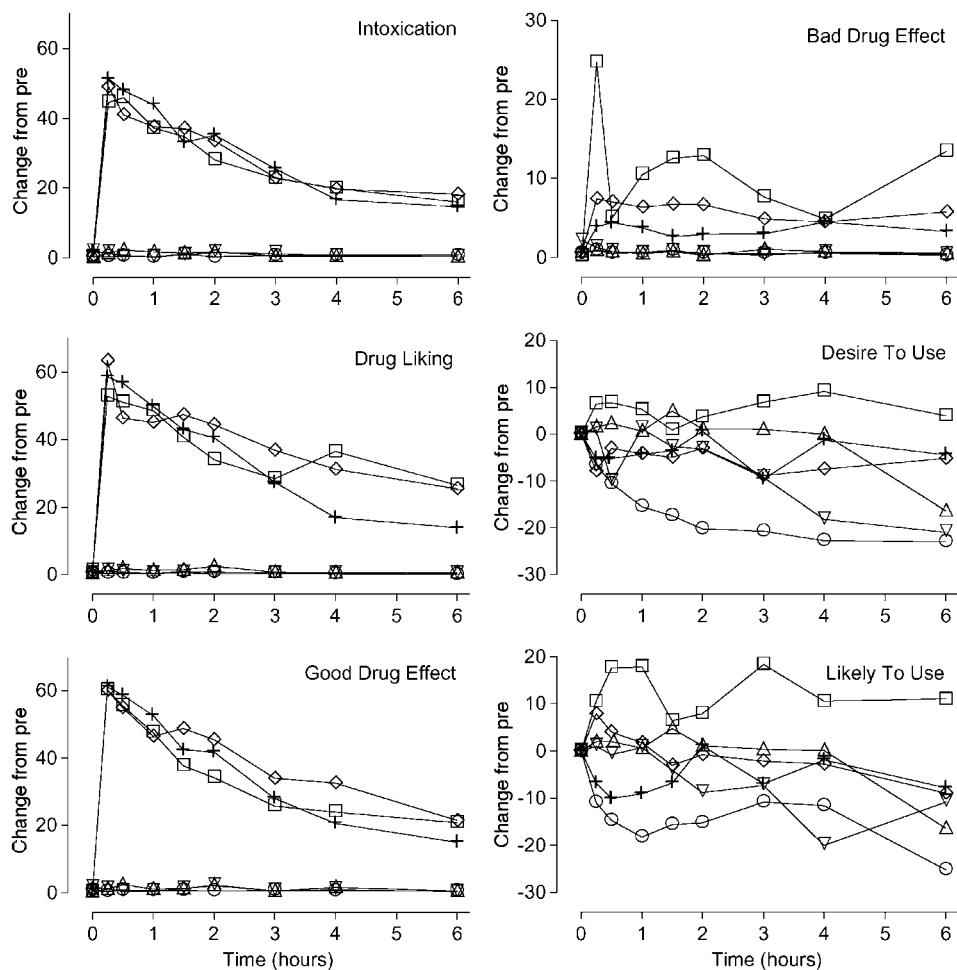 Intoxication
Change from pre
60
40
20
0
0 1 2 3 4 5 6
Bad Drug Effect
Change from pre
30
20
10
0
0 1 2 3 4 5 6
Drug Liking
Change from pre
60
40
20
0
0 1 2 3 4 5 6
Desire To Use
Change from pre
20
10
0
-10
-20
-30
0 1 2 3 4 5 6
Good Drug Effect
Change from pre
60
40
20
0
0 1 2 3 4 5 6
Time (hours)
Likely To Use
Change from pre
20
10
0
-10
-20
-30
0 1 2 3 4 5 6
Time (hours)